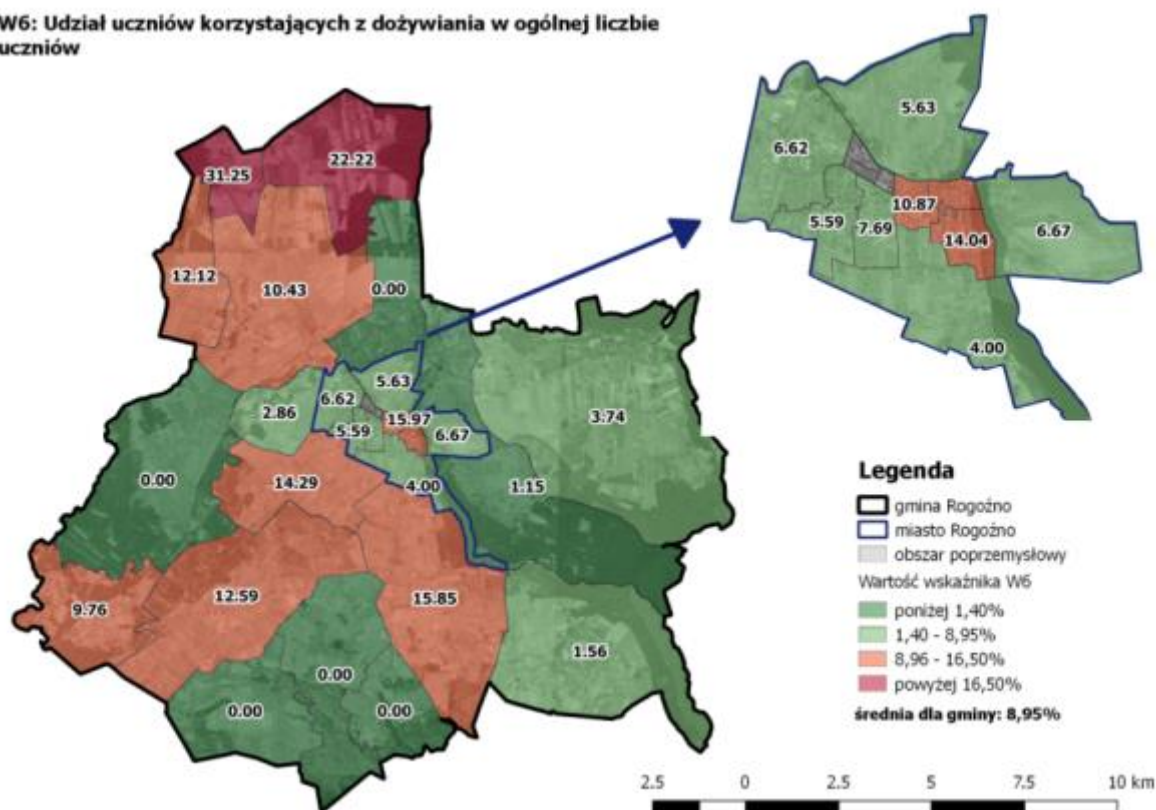 W6: Udział uczniów korzystających z dożywiania w ogólnej liczbie
uczniów
5.63
6.62
10.87
5.59
7.69
14.04
6.67
4.00
22.22
31.25
12.12
10.43
0.00
5.63
6.62
2.86
15.97
3.74
5.59
6.67
0.00
14.29
4.00
1.15
9.76
12.59
15.85
1.56
0.00
0.00
0.00
Legenda
gmina Rogoźno
miasto Rogoźno
obszar poprzemysłowy
Wartość wskaźnika W6
poniżej 1,40%
1,40 - 8,95%
8,96 - 16,50%
powyżej 16,50%
średnia dla gminy: 8,95%
2.5 0 2.5 5 7.5 10 km